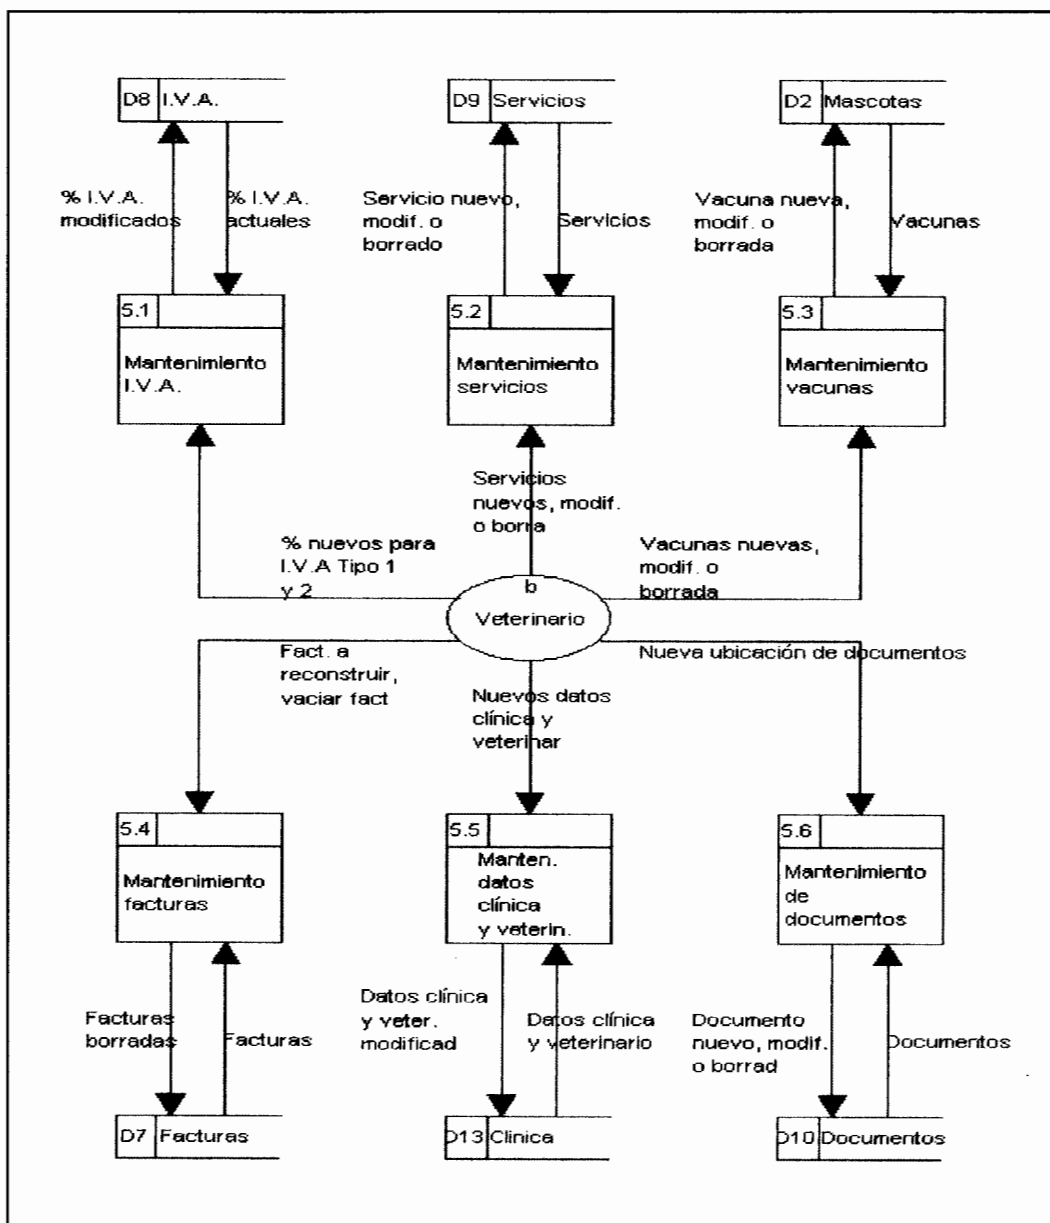 D8 I.V.A.
D9 Servicios
D2 Mascotas
% I.V.A.
modificados
% I.V.A.
actuales
Servicio nuevo,
modif. o
borrado
Servicios
Vacuna nueva,
modif. o
borrada
Vacunas
5.1
Mantenimiento
I.V.A.
5.2
Mantenimiento
servicios
5.3
Mantenimiento
vacunas
Servicios
nuevos, modif.
o borra
% nuevos para
I.V.A Tipo 1
y 2
Vacunas nuevas,
modif. o
borrada
b
Veterinario
Fact. a
reconstruir,
vaciar fact
Nuevos datos
clínica y
veterinar
Nueva ubicación de documentos
5.4
Mantenimiento
facturas
5.5
Manten.
datos
clínica
y veterin.
5.6
Mantenimiento
de
documentos
Facturas
borradas
Facturas
Datos clínica
y veter.
modificad
Datos clínica
y veterinario
Documento
nuevo, modif.
o borrad
Documentos
D7 Facturas
D13 Clinica
D10 Documentos